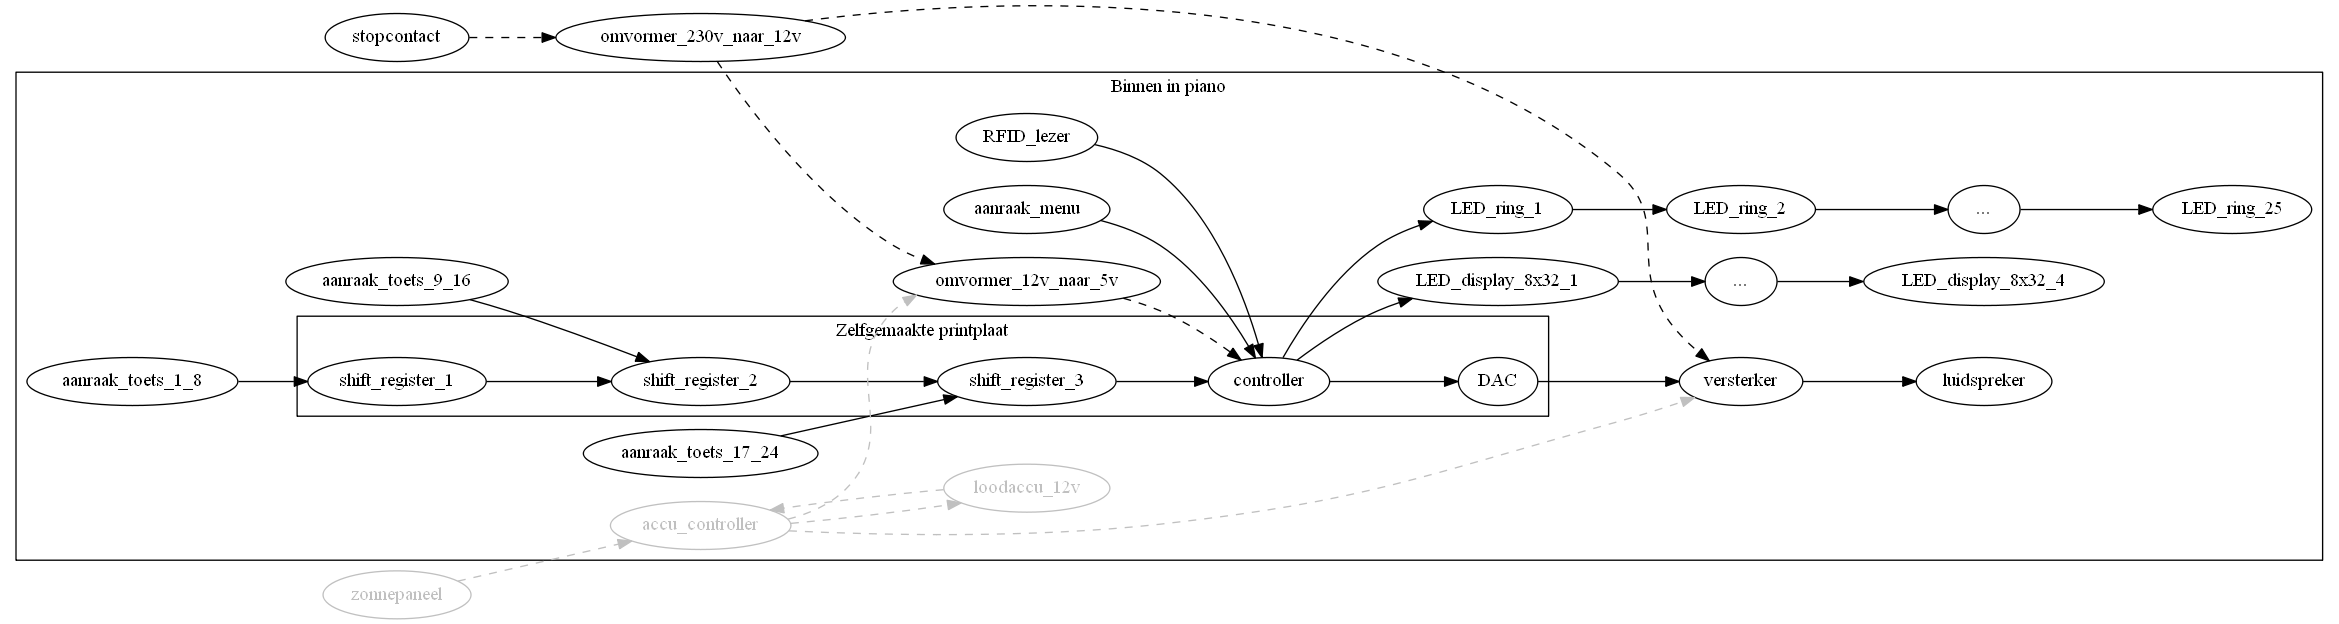 stopcontact
omvormer_230v_naar_12v
Binnen in piano
RFID_lezer
aanraak_menu
LED_ring_1
LED_ring_2
...
LED_ring_25
aanraak_toets_9_16
omvormer_12v_naar_5v
LED_display_8x32_1
...
LED_display_8x32_4
Zelfgemaakte printplaat
aanraak_toets_1_8
shift_register_1
shift_register_2
shift_register_3
controller
DAC
versterker
luidspreker
aanraak_toets_17_24
loodaccu_12v
accu_controller
zonnepaneel